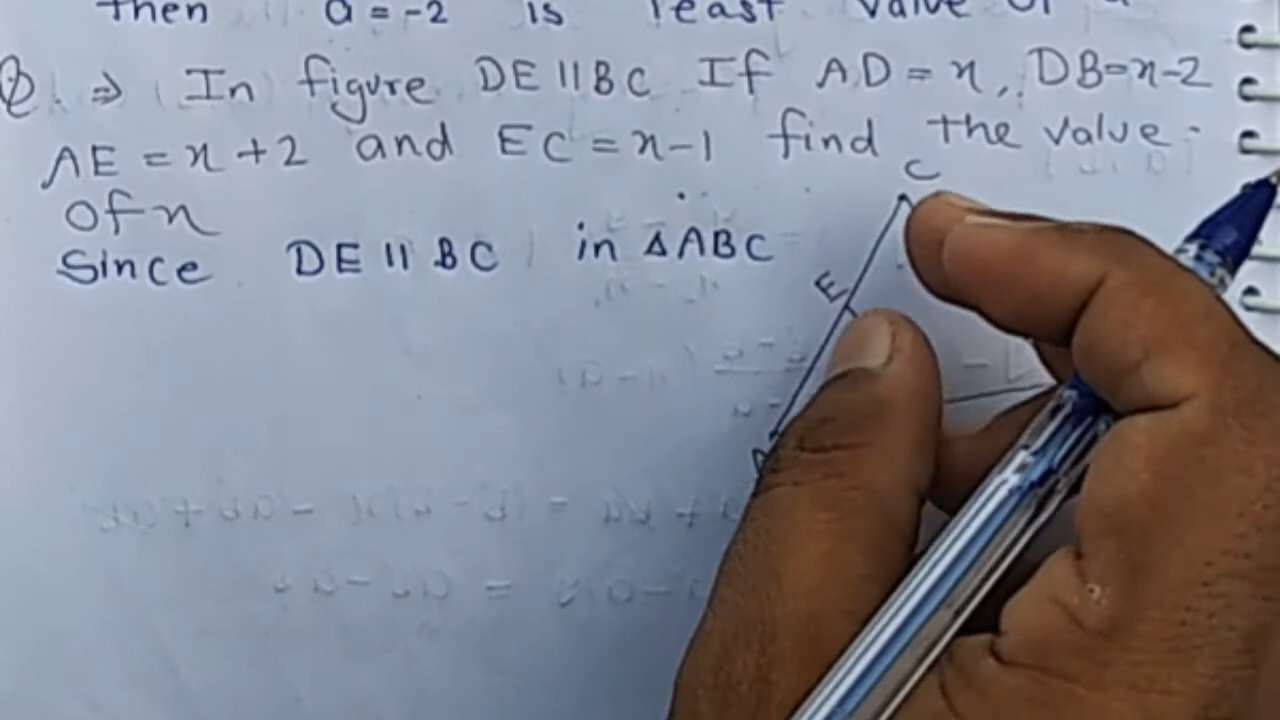 then a = -2 is least value of a
Q. ⇒ In figure DE || BC If AD = x, DB = x-2
AE = x+2 and EC = x-1 find the value
of x
Since DE || BC in ΔABC
C
E